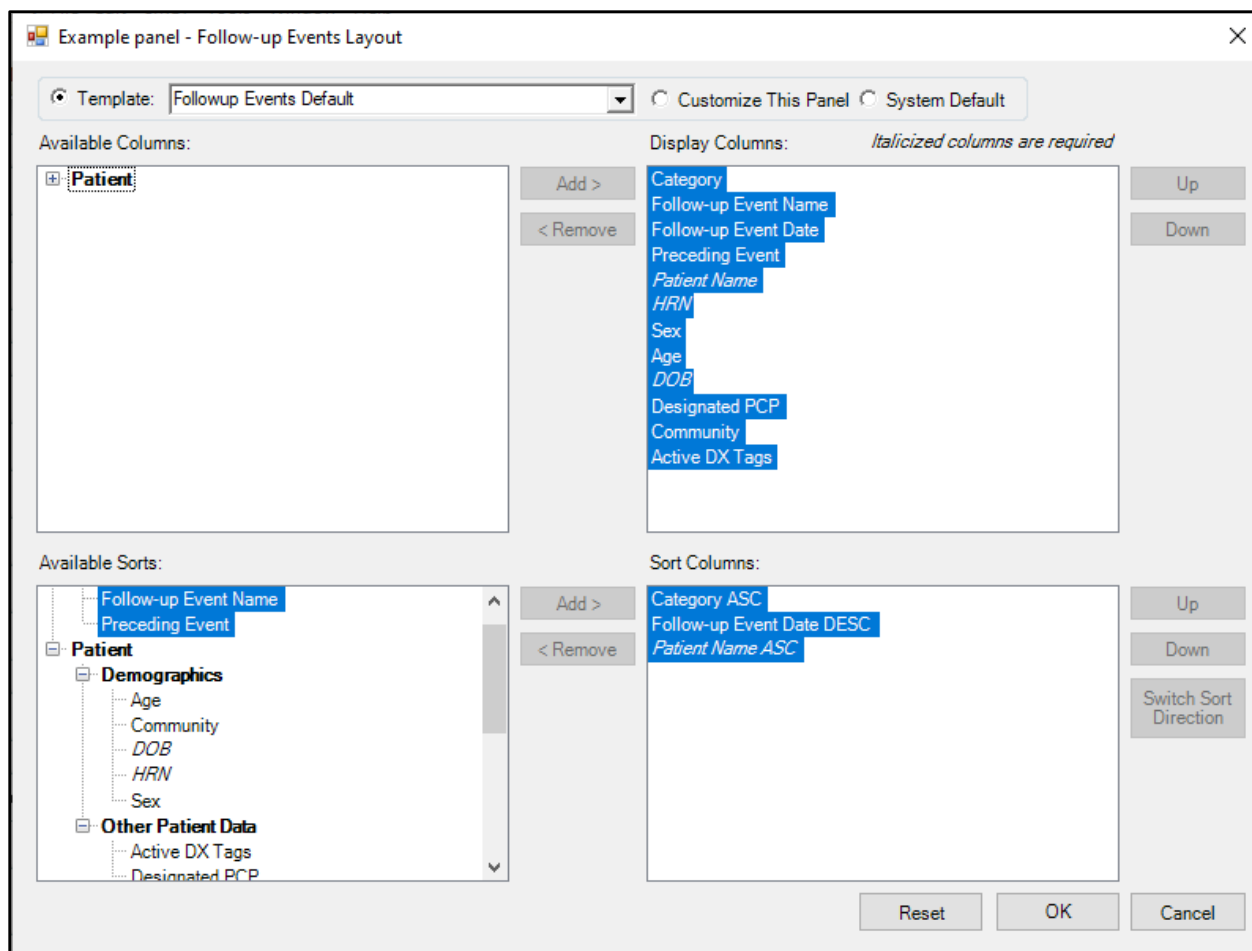 Example panel - Follow-up Events Layout
Template: Followup Events Default Customize This Panel System Default
Available Columns:
Patient
Add >
< Remove
Display Columns: Italicized columns are required
Category
Follow-up Event Name
Follow-up Event Date
Preceding Event
Patient Name
HRN
Sex
Age
DOB
Designated PCP
Community
Active DX Tags
Up
Down
Available Sorts:
Follow-up Event Name
Preceding Event
Patient
Demographics
Age
Community
DOB
HRN
Sex
Other Patient Data
Active DX Tags
Designated PCP
Add >
< Remove
Sort Columns:
Category ASC
Follow-up Event Date DESC
Patient Name ASC
Up
Down
Switch Sort
Direction
Reset OK Cancel